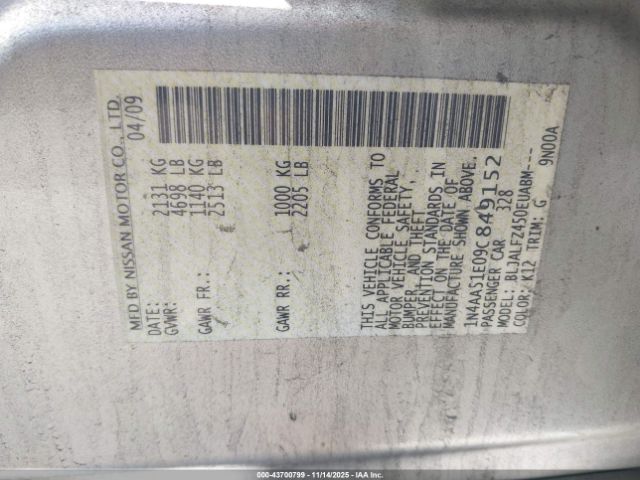 MFD BY NISSAN MOTOR CO., LTD.
DATE: 04/09
GVWR: 2131 KG
4698 LB
GAWR FR.: 1140 KG
2513 LB
GAWR RR.: 1000 KG
2205 LB
THIS VEHICLE CONFORMS TO
ALL APPLICABLE FEDERAL
MOTOR VEHICLE SAFETY,
BUMPER, AND THEFT
PREVENTION STANDARDS IN
EFFECT ON THE DATE OF
MANUFACTURE SHOWN ABOVE.
1N4AA51E09C849152
PASSENGER CAR 328
MODEL: BLJALFZ450EUABM---
COLOR: K12 TRIM: G 9N00A
000-43700799 - 11/14/2025 - IAA Inc.